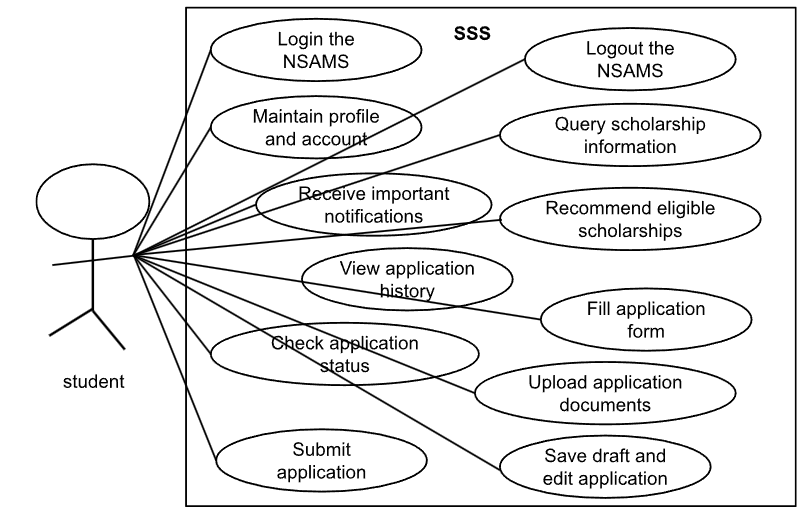 SSS
Login the
NSAMS
Logout the
NSAMS
Maintain profile
and account
Query scholarship
information
Receive important
notifications
Recommend eligible
scholarships
View application
history
Fill application
form
Check application
status
Upload application
documents
student
Submit
application
Save draft and
edit application